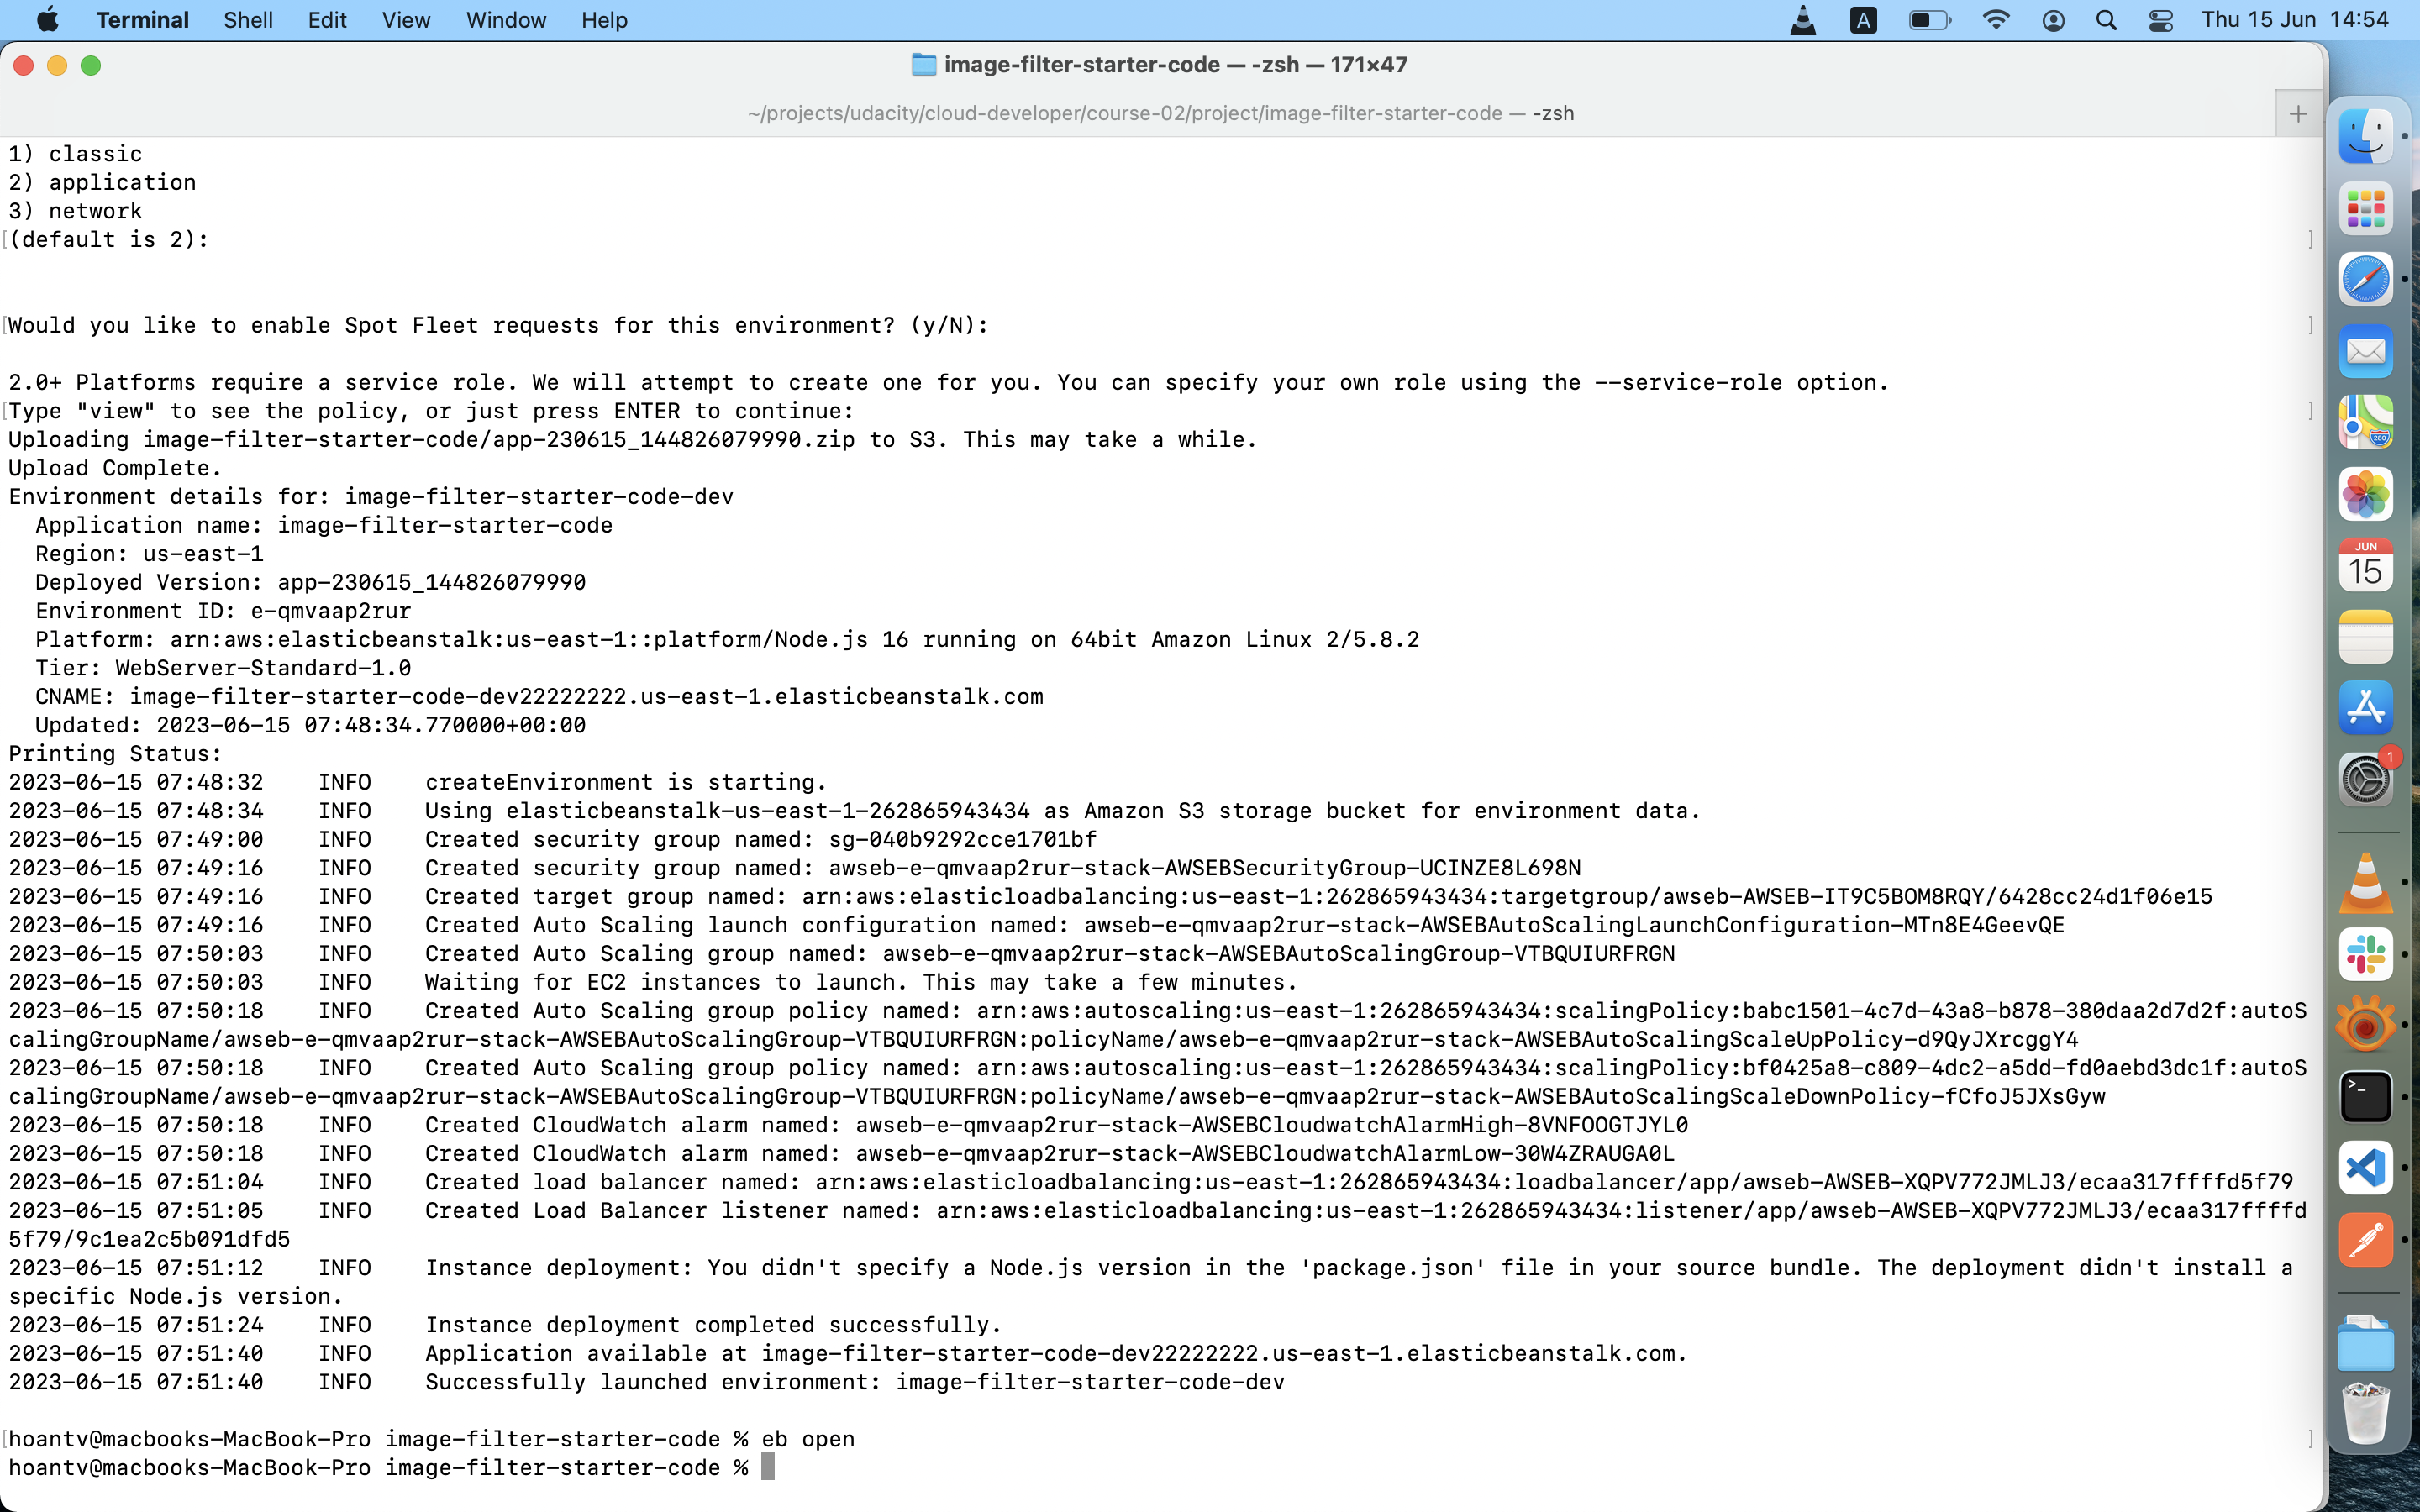 Terminal Shell Edit View Window Help A Thu 15 Jun 14:54
image-filter-starter-code — -zsh — 171×47
~/projects/udacity/cloud-developer/course-02/project/image-filter-starter-code — -zsh
1) classic
2) application
3) network
(default is 2):
Would you like to enable Spot Fleet requests for this environment? (y/N):
2.0+ Platforms require a service role. We will attempt to create one for you. You can specify your own role using the --service-role option.
Type "view" to see the policy, or just press ENTER to continue:
Uploading image-filter-starter-code/app-230615_144826079990.zip to S3. This may take a while.
Upload Complete.
Environment details for: image-filter-starter-code-dev
Application name: image-filter-starter-code
Region: us-east-1
Deployed Version: app-230615_144826079990
Environment ID: e-qmvaap2rur
Platform: arn:aws:elasticbeanstalk:us-east-1::platform/Node.js 16 running on 64bit Amazon Linux 2/5.8.2
Tier: WebServer-Standard-1.0
CNAME: image-filter-starter-code-dev22222222.us-east-1.elasticbeanstalk.com
Updated: 2023-06-15 07:48:34.770000+00:00
Printing Status:
2023-06-15 07:48:32 INFO createEnvironment is starting.
2023-06-15 07:48:34 INFO Using elasticbeanstalk-us-east-1-262865943434 as Amazon S3 storage bucket for environment data.
2023-06-15 07:49:00 INFO Created security group named: sg-040b9292cce1701bf
2023-06-15 07:49:16 INFO Created security group named: awseb-e-qmvaap2rur-stack-AWSEBSecurityGroup-UCINZE8L698N
2023-06-15 07:49:16 INFO Created target group named: arn:aws:elasticloadbalancing:us-east-1:262865943434:targetgroup/awseb-AWSEB-IT9C5BOM8RQY/6428cc24d1f06e15
2023-06-15 07:49:16 INFO Created Auto Scaling launch configuration named: awseb-e-qmvaap2rur-stack-AWSEBAutoScalingLaunchConfiguration-MTn8E4GeevQE
2023-06-15 07:50:03 INFO Created Auto Scaling group named: awseb-e-qmvaap2rur-stack-AWSEBAutoScalingGroup-VTBQUIURFRGN
2023-06-15 07:50:03 INFO Waiting for EC2 instances to launch. This may take a few minutes.
2023-06-15 07:50:18 INFO Created Auto Scaling group policy named: arn:aws:autoscaling:us-east-1:262865943434:scalingPolicy:babc1501-4c7d-43a8-b878-380daa2d7d2f:autoS
calingGroupName/awseb-e-qmvaap2rur-stack-AWSEBAutoScalingGroup-VTBQUIURFRGN:policyName/awseb-e-qmvaap2rur-stack-AWSEBAutoScalingScaleUpPolicy-d9QyJXrcggY4
2023-06-15 07:50:18 INFO Created Auto Scaling group policy named: arn:aws:autoscaling:us-east-1:262865943434:scalingPolicy:bf0425a8-c809-4dc2-a5dd-fd0aebd3dc1f:autoS
calingGroupName/awseb-e-qmvaap2rur-stack-AWSEBAutoScalingGroup-VTBQUIURFRGN:policyName/awseb-e-qmvaap2rur-stack-AWSEBAutoScalingScaleDownPolicy-fCfoJ5JXsGyw
2023-06-15 07:50:18 INFO Created CloudWatch alarm named: awseb-e-qmvaap2rur-stack-AWSEBCloudwatchAlarmHigh-8VNFOOGTJYL0
2023-06-15 07:50:18 INFO Created CloudWatch alarm named: awseb-e-qmvaap2rur-stack-AWSEBCloudwatchAlarmLow-30W4ZRAUGA0L
2023-06-15 07:51:04 INFO Created load balancer named: arn:aws:elasticloadbalancing:us-east-1:262865943434:loadbalancer/app/awseb-AWSEB-XQPV772JMLJ3/ecaa317ffffd5f79
2023-06-15 07:51:05 INFO Created Load Balancer listener named: arn:aws:elasticloadbalancing:us-east-1:262865943434:listener/app/awseb-AWSEB-XQPV772JMLJ3/ecaa317ffffd
5f79/9c1ea2c5b091dfd5
2023-06-15 07:51:12 INFO Instance deployment: You didn't specify a Node.js version in the 'package.json' file in your source bundle. The deployment didn't install a
specific Node.js version.
2023-06-15 07:51:24 INFO Instance deployment completed successfully.
2023-06-15 07:51:40 INFO Application available at image-filter-starter-code-dev22222222.us-east-1.elasticbeanstalk.com.
2023-06-15 07:51:40 INFO Successfully launched environment: image-filter-starter-code-dev
hoantv@macbooks-MacBook-Pro image-filter-starter-code % eb open
hoantv@macbooks-MacBook-Pro image-filter-starter-code %
280
JUN
15
1